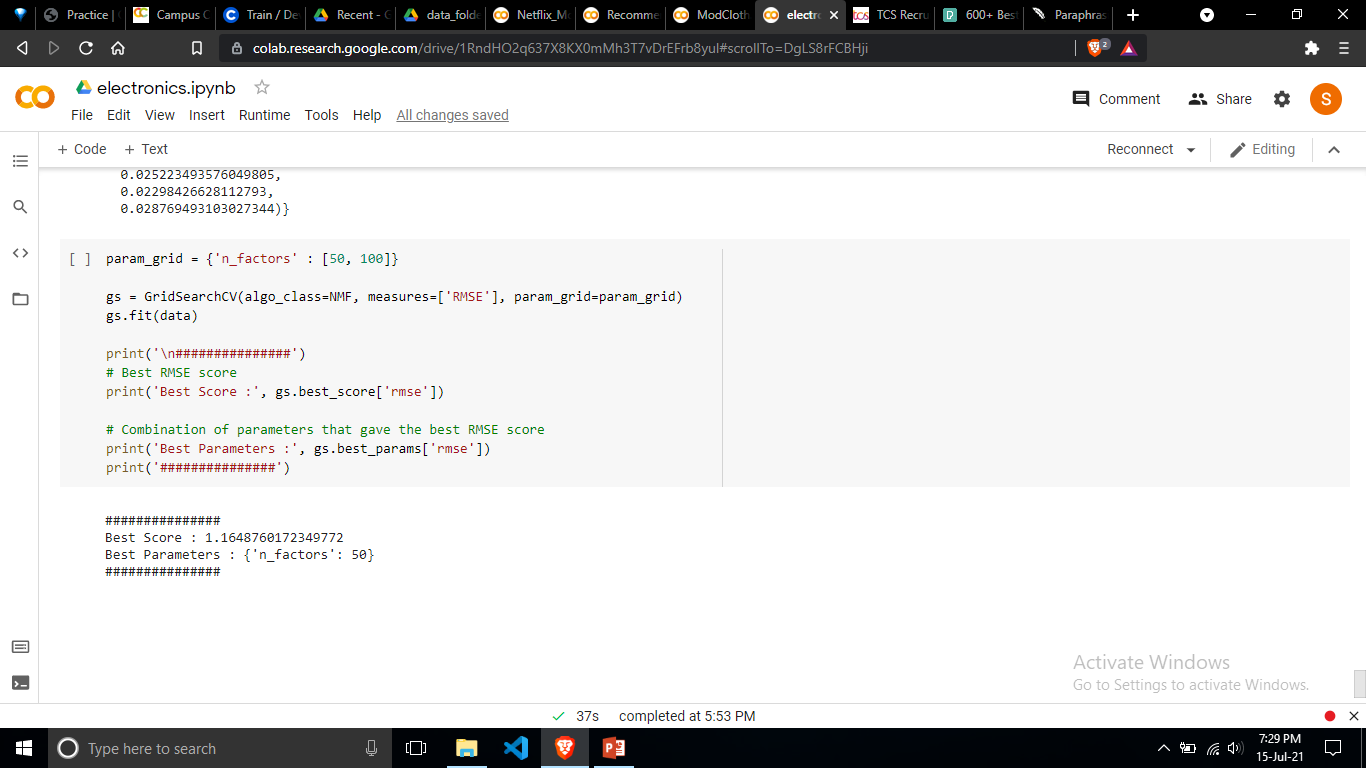 Practice |
Campus C
Train / De
Recent - G
data_folde
Netflix_Mo
Recomme
ModCloth
electro
tcs
TCS Recru
600+ Best
Paraphras
colab.research.google.com/drive/1RndHO2q637X8KX0mMh3T7vDrEFrb8yul#scrollTo=DgLS8rFCBHji
2
electronics.ipynb
File Edit View Insert Runtime Tools Help All changes saved
Comment
Share
S
+ Code + Text
Reconnect
Editing
0.025223493576049805,
0.02298426628112793,
0.028769493103027344)}
[ ] param_grid = {'n_factors' : [50, 100]}
gs = GridSearchCV(algo_class=NMF, measures=['RMSE'], param_grid=param_grid)
gs.fit(data)
print('\n###############')
# Best RMSE score
print('Best Score :', gs.best_score['rmse'])
# Combination of parameters that gave the best RMSE score
print('Best Parameters :', gs.best_params['rmse'])
print('###############')
###############
Best Score : 1.1648760172349772
Best Parameters : {'n_factors': 50}
###############
Activate Windows
Go to Settings to activate Windows.
37s completed at 5:53 PM
Type here to search
7:29 PM
15-Jul-21